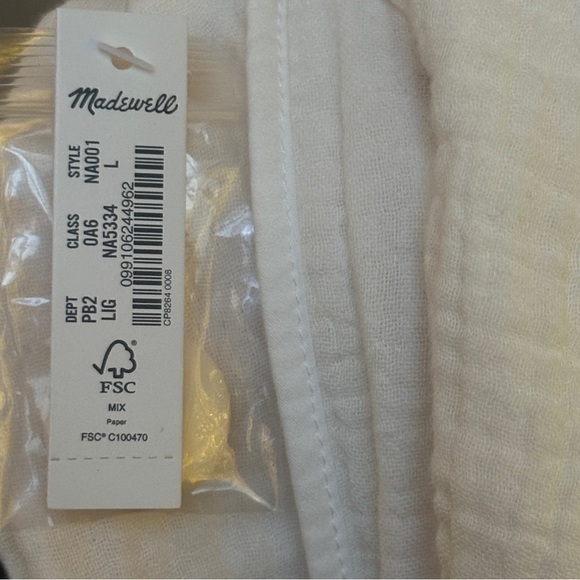 Madewell
DEPT CLASS STYLE
PB2 0A6 NA001
LIG NA5334 L
099106244962
CP8264 0008
®
FSC
MIX
Paper
FSC® C100470